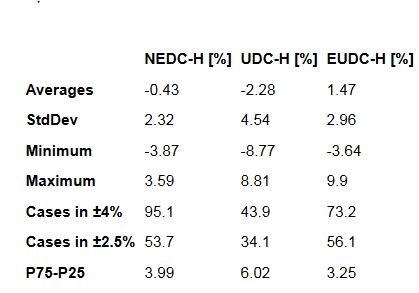 NEDC-H [%] UDC-H [%] EUDC-H [%]
Averages -0.43 -2.28 1.47
StdDev 2.32 4.54 2.96
Minimum -3.87 -8.77 -3.64
Maximum 3.59 8.81 9.9
Cases in ±4% 95.1 43.9 73.2
Cases in ±2.5% 53.7 34.1 56.1
P75-P25 3.99 6.02 3.25